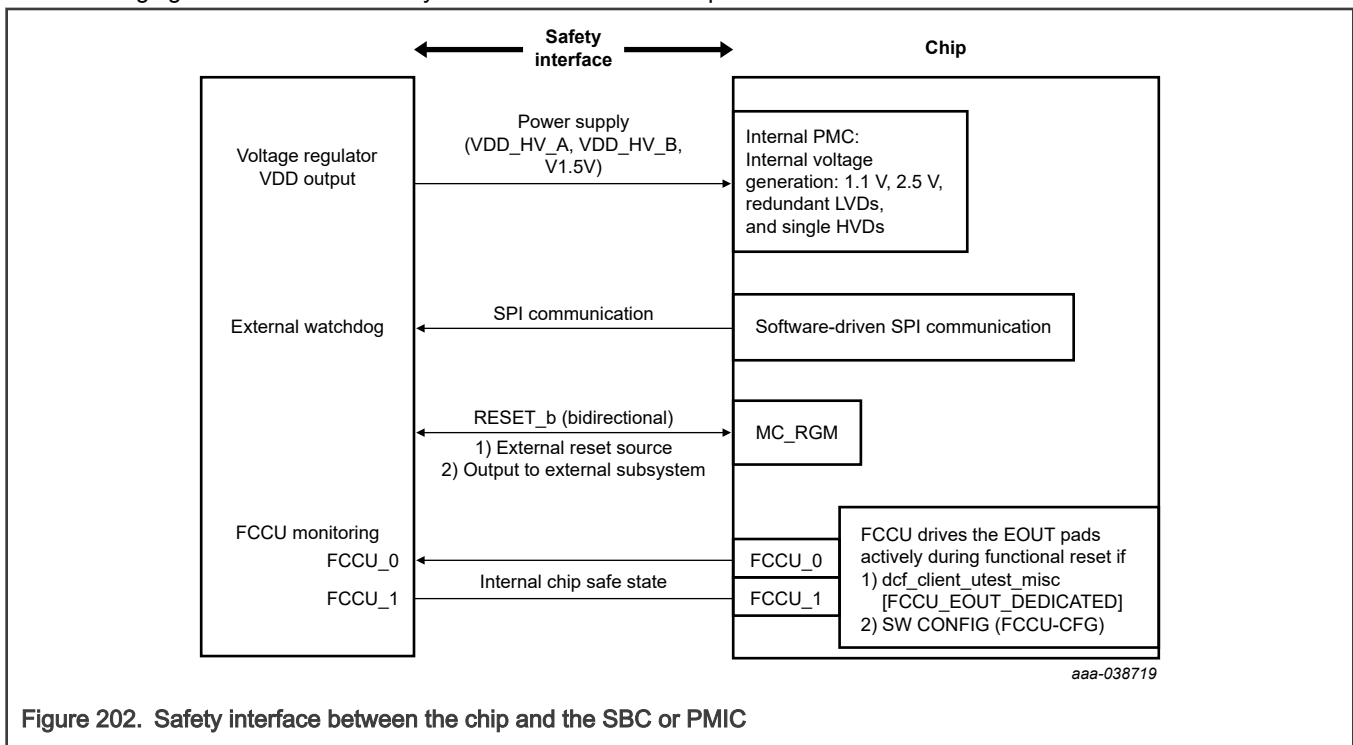 Safety
interface
Chip
Voltage regulator
VDD output
Power supply
(VDD_HV_A, VDD_HV_B,
V1.5V)
Internal PMC:
Internal voltage
generation: 1.1 V, 2.5 V,
redundant LVDs,
and single HVDs
External watchdog
SPI communication
Software-driven SPI communication
RESET_b (bidirectional)
1) External reset source
2) Output to external subsystem
MC_RGM
FCCU monitoring
FCCU_0
FCCU_1
Internal chip safe state
FCCU_0
FCCU_1
FCCU drives the EOUT pads
actively during functional reset if
1) dcf_client_utest_misc
[FCCU_EOUT_DEDICATED]
2) SW CONFIG (FCCU-CFG)
aaa-038719
Figure 202. Safety interface between the chip and the SBC or PMIC